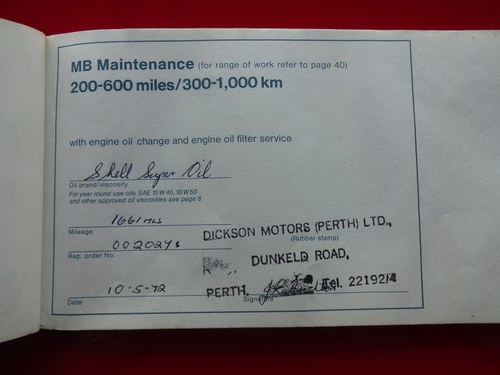 MB Maintenance (for range of work refer to page 40)
200-600 miles/300-1,000 km
with engine oil change and engine oil filter service
Shell Super Oil
Oil brand/viscosity
For year round use oils SAE 10 W 40, 10 W 50
and other approved oil viscosities see page 6
1661 MLS
Mileage
DICKSON MOTORS (PERTH) LTD.,
(Rubber stamp)
Rep. order No.
DUNKELD ROAD,
10-5-72
PERTH. Tel. 22192/4
Date
Signature